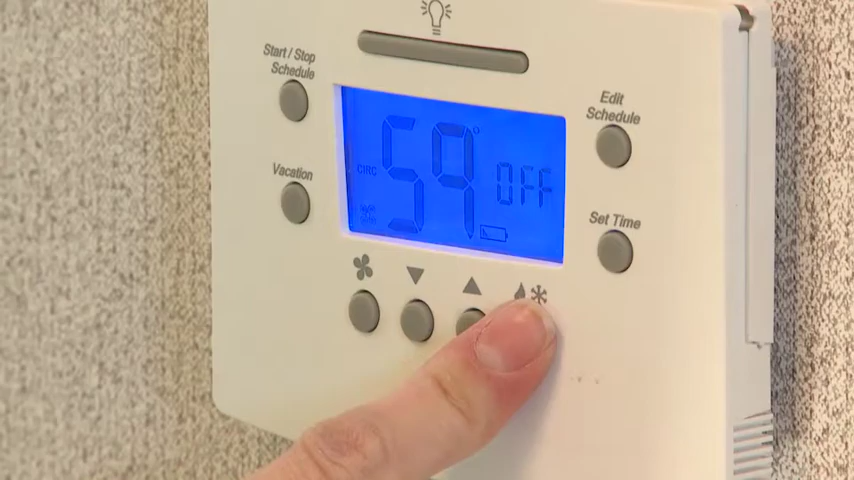 Start / Stop
Schedule
Edit
Schedule
Vacation
CIRC
59°
OFF
Set Time